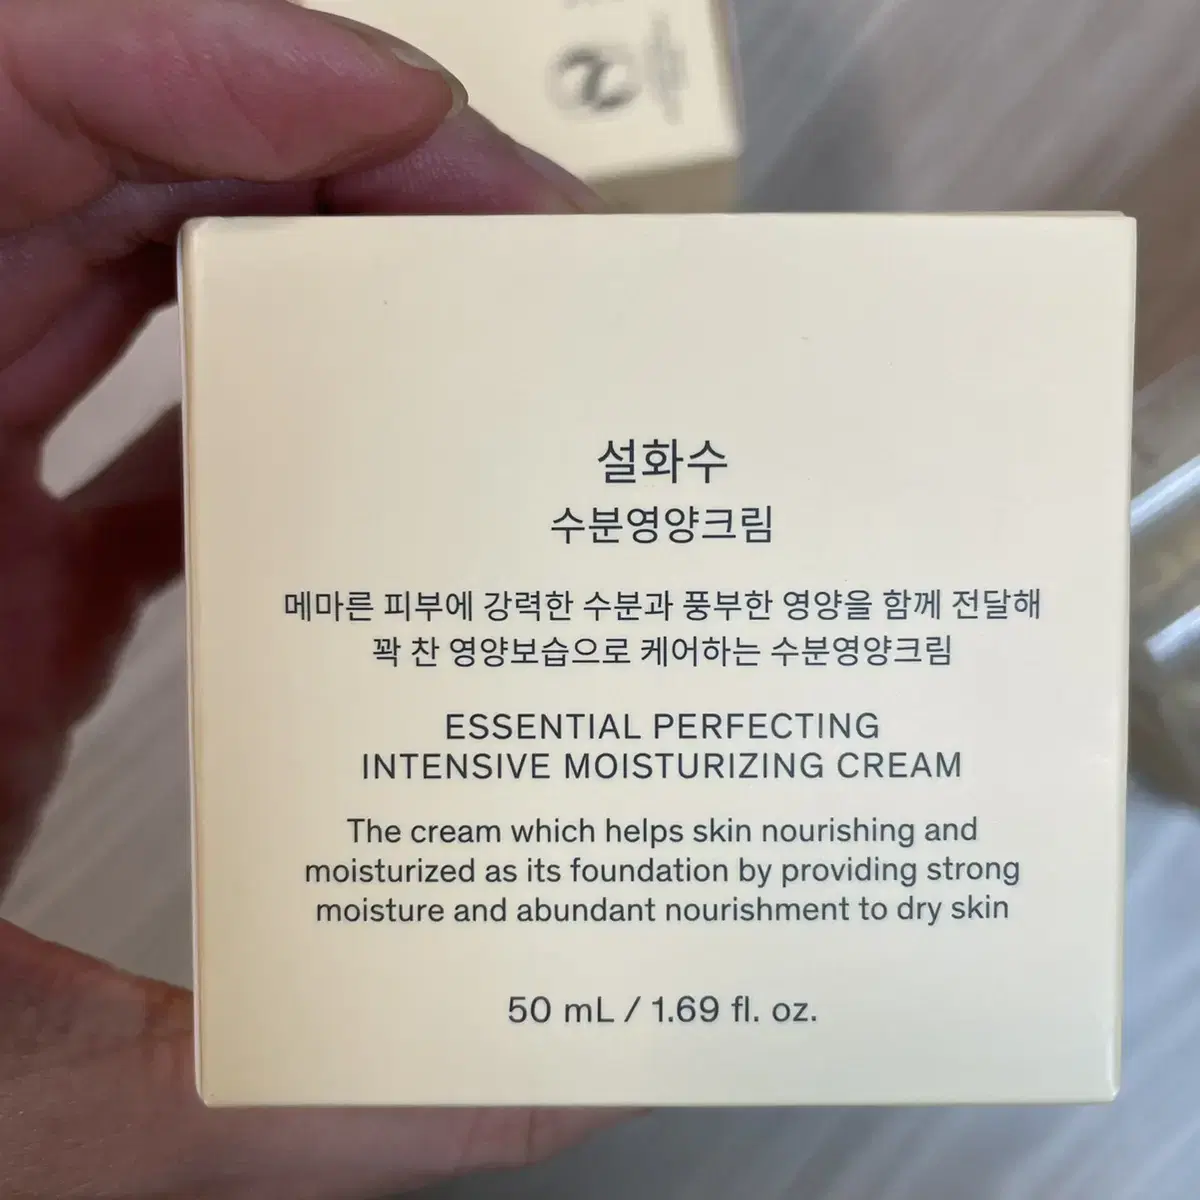 설화수
수분영양크림
메마른 피부에 강력한 수분과 풍부한 영양을 함께 전달해
꽉 찬 영양보습으로 케어하는 수분영양크림
ESSENTIAL PERFECTING
INTENSIVE MOISTURIZING CREAM
The cream which helps skin nourishing and
moisturized as its foundation by providing strong
moisture and abundant nourishment to dry skin
50 mL / 1.69 fl. oz.